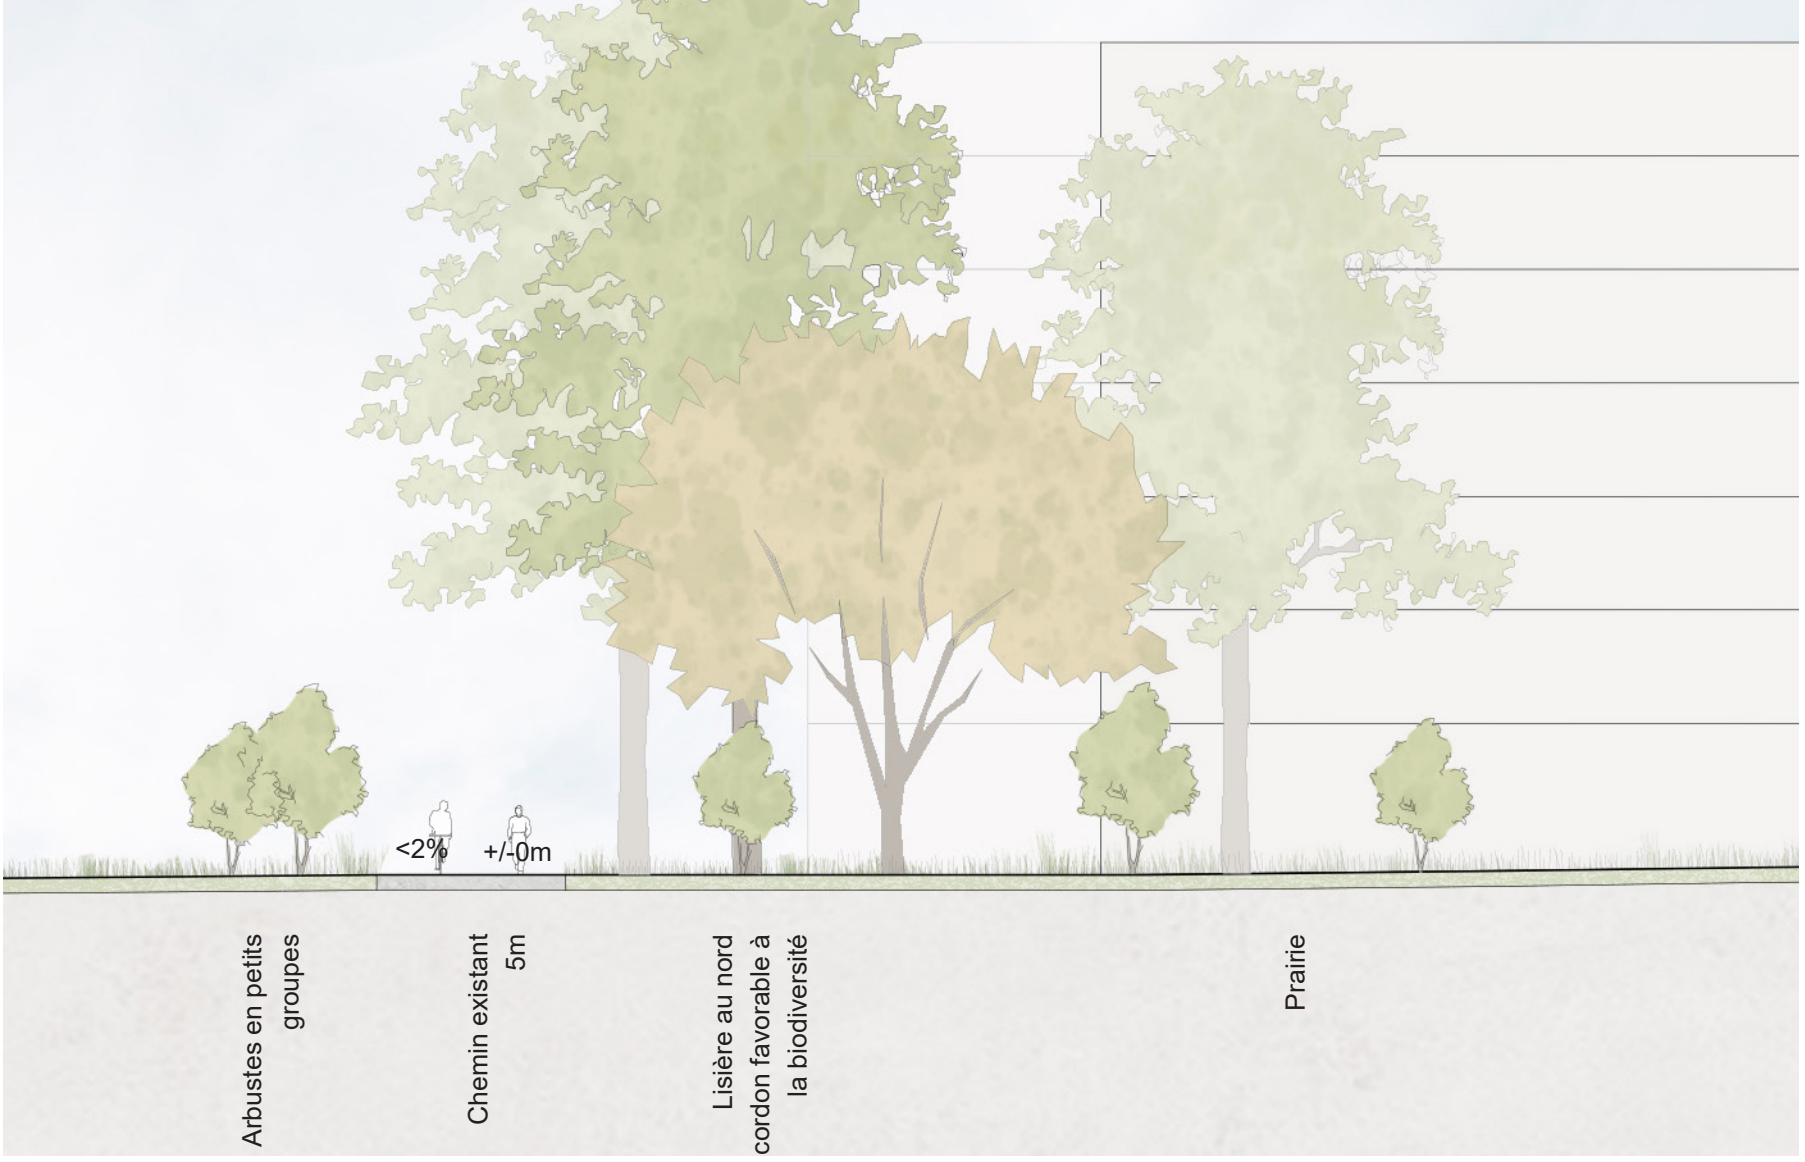 <2%
+/-0m
Arbustes en petits
groupes
Chemin existant
5m
Lisière au nord
cordon favorable à
la biodiversité
Prairie